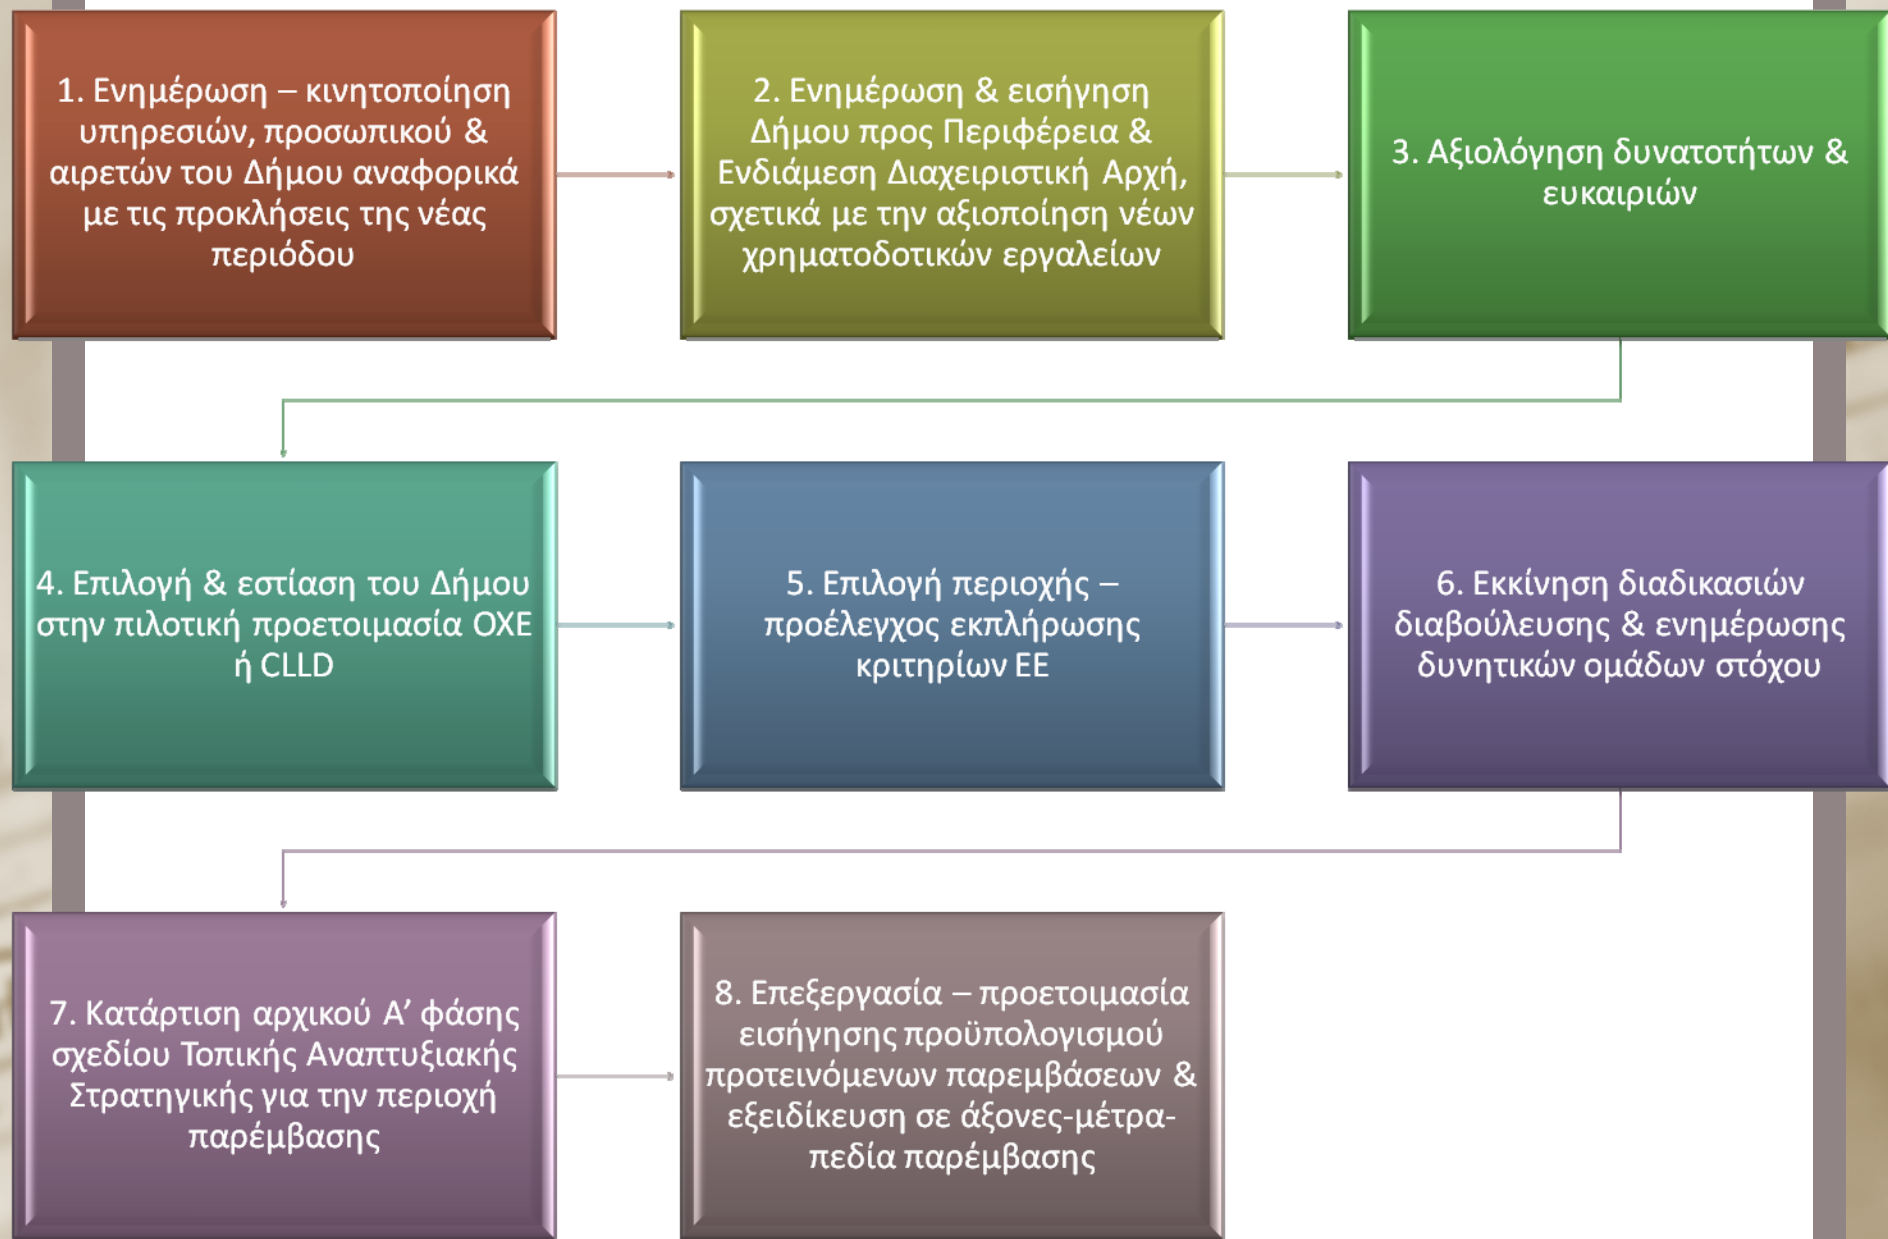 1. Ενημέρωση – κινητοποίηση
υπηρεσιών, προσωπικού &
αιρετών του Δήμου αναφορικά
με τις προκλήσεις της νέας
περιόδου
2. Ενημέρωση & εισήγηση
Δήμου προς Περιφέρεια &
Ενδιάμεση Διαχειριστική Αρχή,
σχετικά με την αξιοποίηση νέων
χρηματοδοτικών εργαλείων
3. Αξιολόγηση δυνατοτήτων &
ευκαιριών
4. Επιλογή & εστίαση του Δήμου
στην πιλοτική προετοιμασία ΟΧΕ
ή CLLD
5. Επιλογή περιοχής –
προέλεγχος εκπλήρωσης
κριτηρίων ΕΕ
6. Εκκίνηση διαδικασιών
διαβούλευσης & ενημέρωσης
δυνητικών ομάδων στόχου
7. Κατάρτιση αρχικού Α’ φάσης
σχεδίου Τοπικής Αναπτυξιακής
Στρατηγικής για την περιοχή
παρέμβασης
8. Επεξεργασία – προετοιμασία
εισήγησης προϋπολογισμού
προτεινόμενων παρεμβάσεων &
εξειδίκευση σε άξονες-μέτρα-
πεδία παρέμβασης